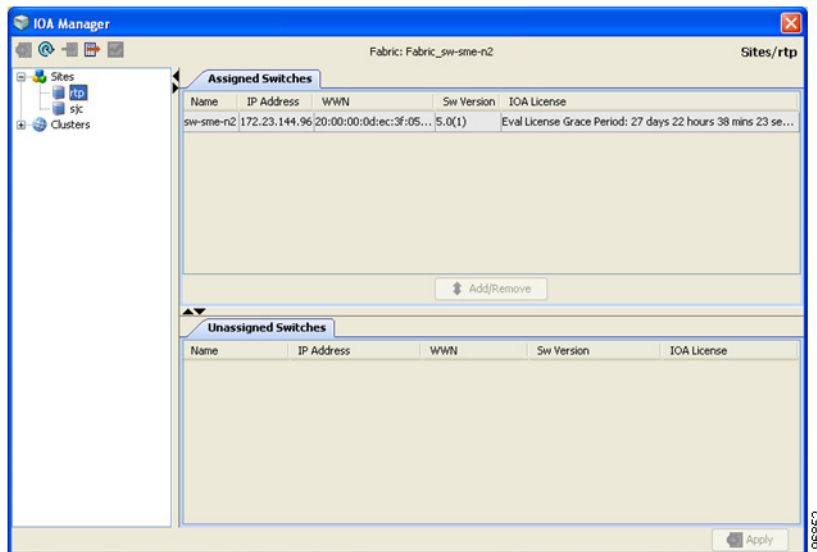 IOA Manager
Fabric: Fabric_sw-sme-n2
Sites/rtp
Sites
rtp
sjc
Clusters
Assigned Switches
Name IP Address WWN Sw Version IOA License
sw-sme-n2 172.23.144.96 20:00:00:0d:ec:3f:05... 5.0(1) Eval License Grace Period: 27 days 22 hours 38 mins 23 se...
Add/Remove
Unassigned Switches
Name IP Address WWN Sw Version IOA License
Apply